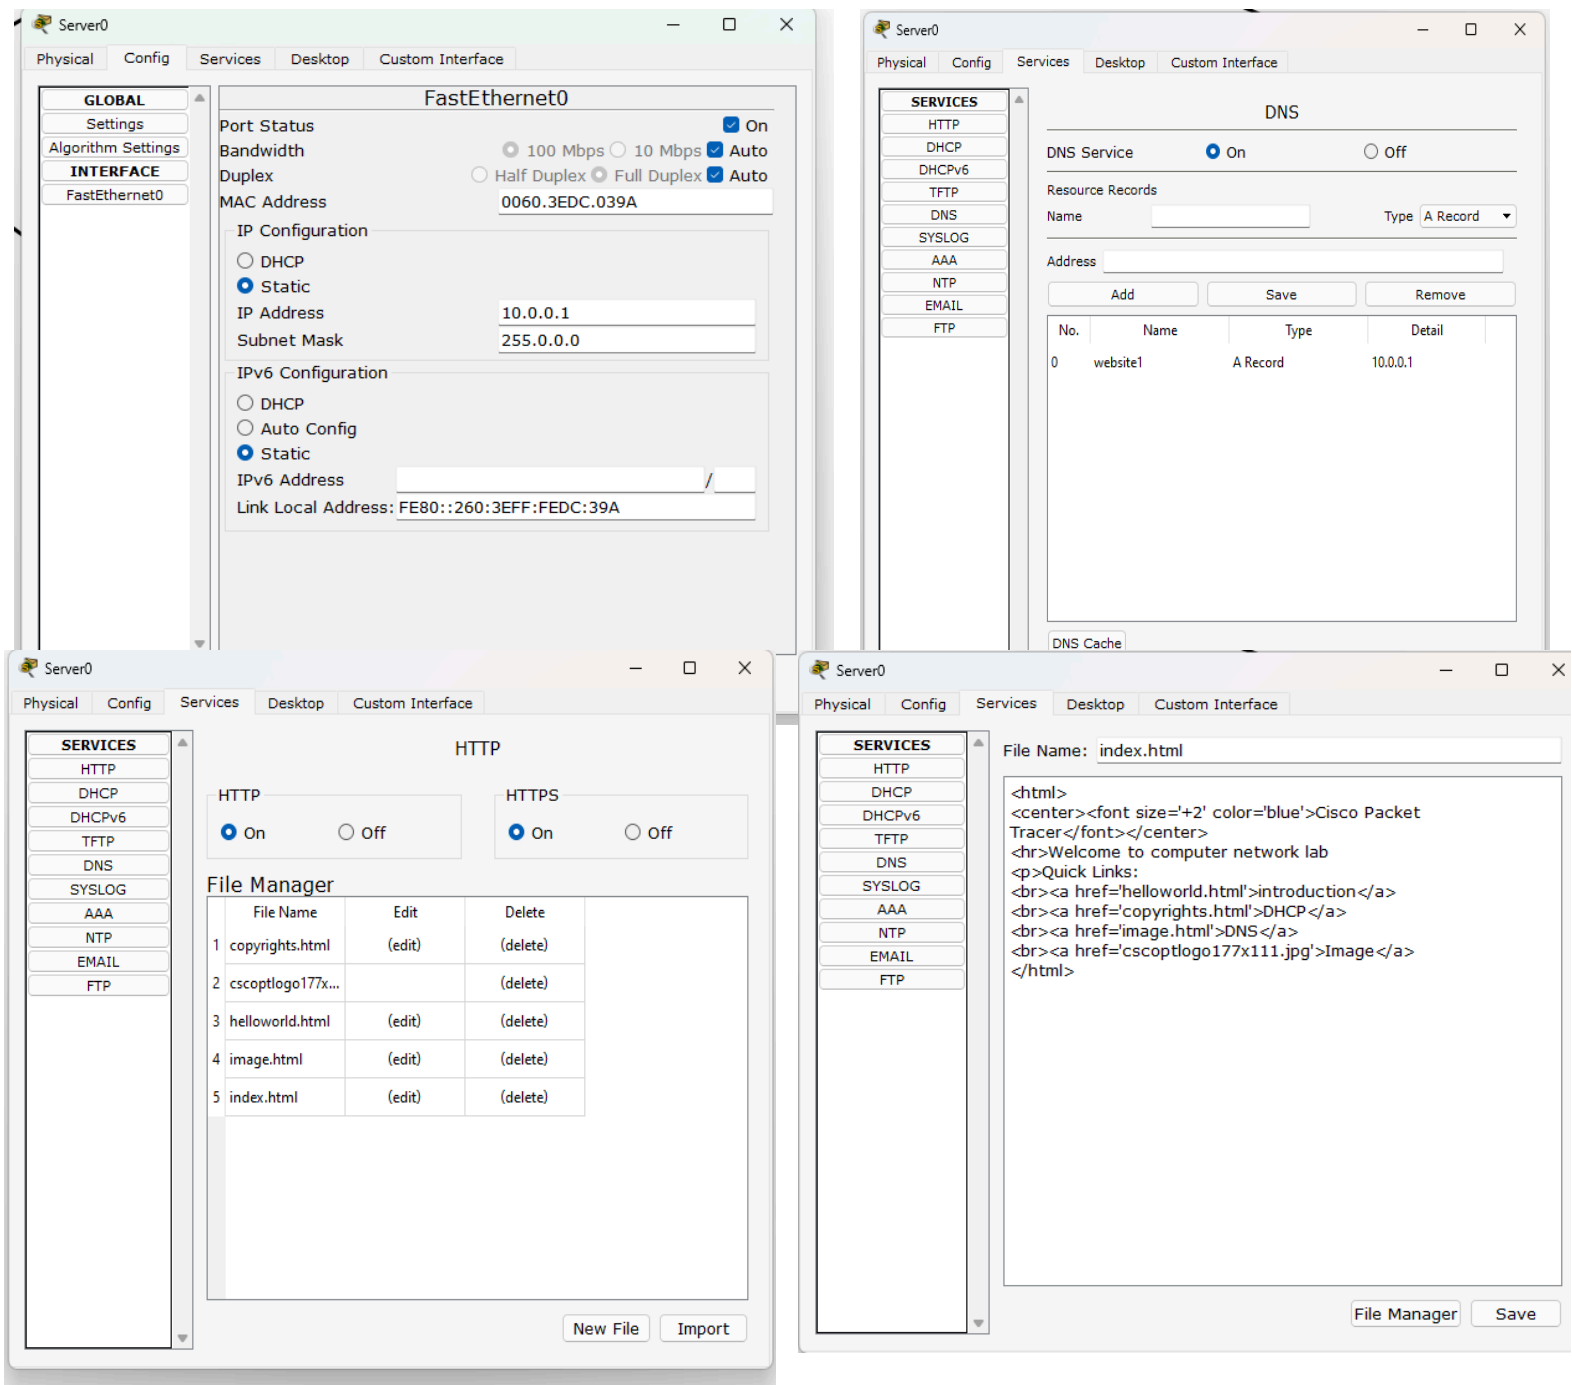 Server0
Physical Config Services Desktop Custom Interface
GLOBAL
Settings
Algorithm Settings
INTERFACE
FastEthernet0
FastEthernet0
Port Status On
Bandwidth 100 Mbps 10 Mbps Auto
Duplex Half Duplex Full Duplex Auto
MAC Address 0060.3EDC.039A
IP Configuration
DHCP
Static
IP Address 10.0.0.1
Subnet Mask 255.0.0.0
IPv6 Configuration
DHCP
Auto Config
Static
IPv6 Address /
Link Local Address: FE80::260:3EFF:FEDC:39A
Server0
Physical Config Services Desktop Custom Interface
SERVICES
HTTP
DHCP
DHCPv6
TFTP
DNS
SYSLOG
AAA
NTP
EMAIL
FTP
DNS
DNS Service On Off
Resource Records
Name Type A Record
Address
Add Save Remove
No. Name Type Detail
0 website1 A Record 10.0.0.1
DNS Cache
Server0
Physical Config Services Desktop Custom Interface
SERVICES
HTTP
DHCP
DHCPv6
TFTP
DNS
SYSLOG
AAA
NTP
EMAIL
FTP
HTTP
HTTP HTTPS
On Off On Off
File Manager
File Name Edit Delete
1 copyrights.html (edit) (delete)
2 cscoptlogo177x... (delete)
3 helloworld.html (edit) (delete)
4 image.html (edit) (delete)
5 index.html (edit) (delete)
New File Import
Server0
Physical Config Services Desktop Custom Interface
SERVICES
HTTP
DHCP
DHCPv6
TFTP
DNS
SYSLOG
AAA
NTP
EMAIL
FTP
File Name: index.html
<html>
<center><font size='+2' color='blue'>Cisco Packet
Tracer</font></center>
<hr>Welcome to computer network lab
<p>Quick Links:
<br><a href='helloworld.html'>introduction</a>
<br><a href='copyrights.html'>DHCP</a>
<br><a href='image.html'>DNS</a>
<br><a href='cscoptlogo177x111.jpg'>Image</a>
</html>
File Manager Save